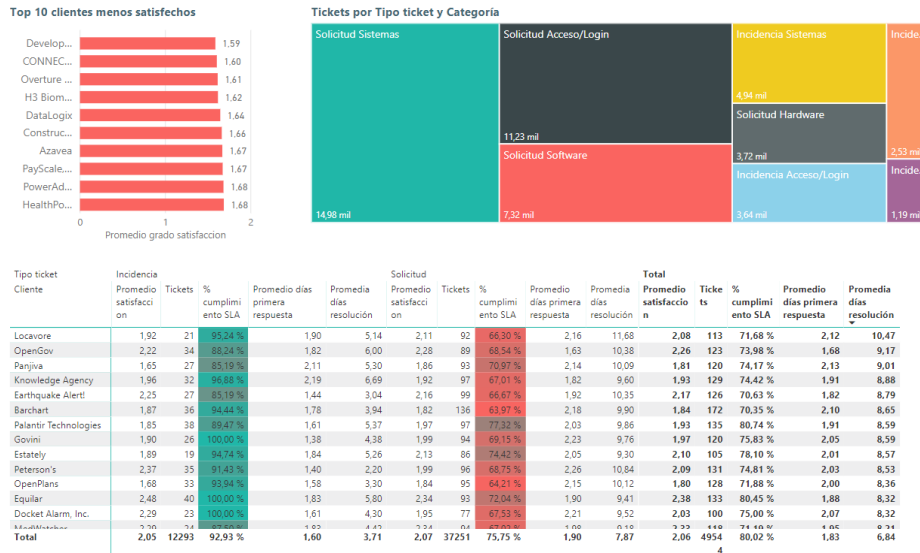 Top 10 clientes menos satisfechos
Develop... 1,59
CONNEC... 1,60
Overture ... 1,61
H3 Biom... 1,62
DataLogix 1,64
Construc... 1,66
Azavea 1,67
PayScale,... 1,67
PowerAd... 1,68
HealthPo... 1,68
0 1 2
Promedio grado satisfaccion
Tickets por Tipo ticket y Categoría
Solicitud Sistemas
14,98 mil
Solicitud Acceso/Login
11,23 mil
Solicitud Software
7,32 mil
Incidencia Sistemas
4,94 mil
Solicitud Hardware
3,72 mil
Incidencia Acceso/Login
3,64 mil
Incide
2,53 mi
Incide
1,19 mi
Tipo ticket Incidencia Solicitud Total
Cliente Promedio Tickets % Promedio días Promedia Promedio Tickets % Promedio Promedia Promedio Ticke % Promedio Promedia
satisfacci cumplimi primera días satisfacci cumplimi días primera días satisfaccio ts cumplimi días primera días
on ento SLA respuesta resolución on ento SLA respuesta resolución n ento SLA respuesta resolución
Locavore 1,92 21 95,24 % 1,90 5,14 2,11 92 66,30 % 2,16 11,68 2,08 113 71,68 % 2,12 10,47
OpenGov 2,22 34 88,24 % 1,82 6,00 2,28 89 68,54 % 1,63 10,38 2,26 123 73,98 % 1,68 9,17
Panjiva 1,65 27 85,19 % 2,11 5,30 1,86 93 70,97 % 2,14 10,09 1,81 120 74,17 % 2,13 9,01
Knowledge Agency 1,96 32 96,88 % 2,19 6,69 1,92 97 67,01 % 1,82 9,60 1,93 129 74,42 % 1,91 8,88
Earthquake Alert! 2,25 27 85,19 % 1,44 3,04 2,16 99 66,67 % 1,92 10,35 2,17 126 70,63 % 1,82 8,79
Barchart 1,87 36 94,44 % 1,78 3,94 1,82 136 63,97 % 2,18 9,90 1,84 172 70,35 % 2,10 8,65
Palantir Technologies 1,85 38 89,47 % 1,61 5,37 1,97 97 77,32 % 2,03 9,86 1,93 135 80,74 % 1,91 8,59
Govini 1,90 26 100,00 % 1,38 4,38 1,99 94 69,15 % 2,23 9,76 1,97 120 75,83 % 2,05 8,59
Estately 1,89 19 94,74 % 1,84 5,26 2,13 86 74,42 % 2,05 9,30 2,10 105 78,10 % 2,01 8,57
Peterson's 2,37 35 91,43 % 1,40 2,20 1,99 96 68,75 % 2,26 10,84 2,09 131 74,81 % 2,03 8,53
OpenPlans 1,68 33 93,94 % 1,58 3,30 1,84 95 64,21 % 2,15 10,12 1,80 128 71,88 % 2,00 8,36
Equilar 2,48 40 100,00 % 1,83 5,80 2,34 93 72,04 % 1,90 9,41 2,38 133 80,45 % 1,88 8,32
Docket Alarm, Inc. 2,29 23 100,00 % 1,61 4,30 1,95 77 67,53 % 2,21 9,52 2,03 100 75,00 % 2,07 8,32
Total 2,05 12293 92,93 % 1,60 3,71 2,07 37251 75,75 % 1,90 7,87 2,06 4954 80,02 % 1,83 6,84
4